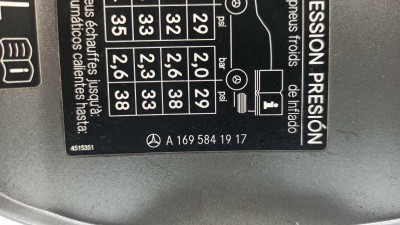 ESSION PRESIÓN
pneus froids
de Inflado
35 33 32 29 psi
2,6 2,3 2,6 2,0 bar
38 33 38 29 psi
eus échauffés jusqu'à:
umáticos calientes hasta:
A 169 584 19 17
4515351